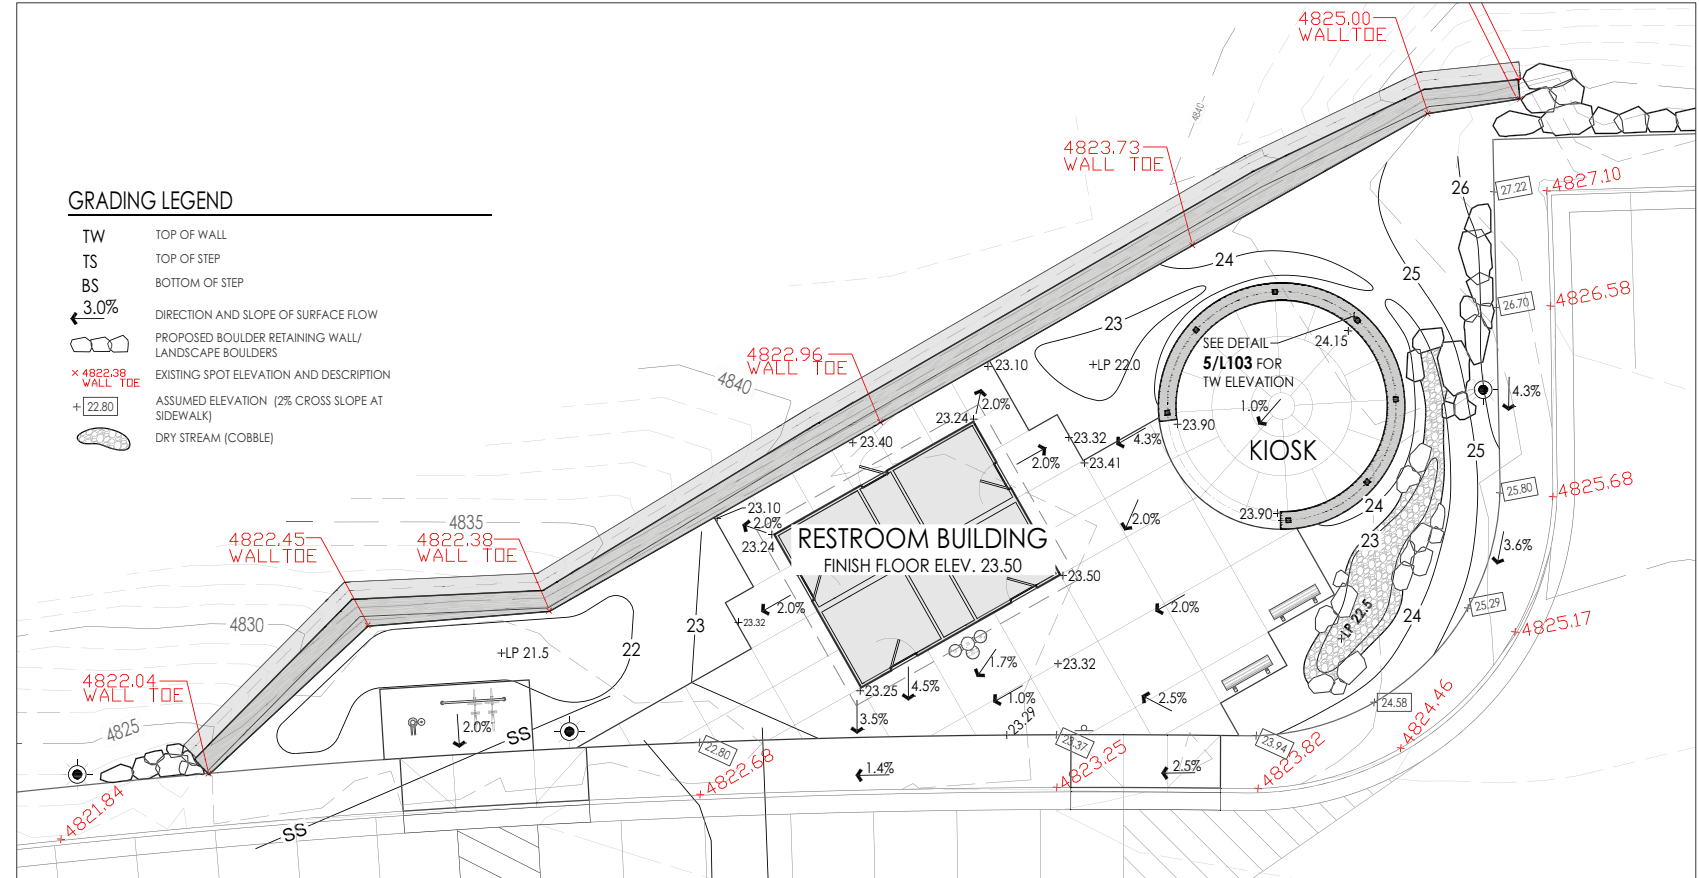 4825.00
WALLTOE
4840
4823.73
WALL TOE
GRADING LEGEND
TW TOP OF WALL
TS TOP OF STEP
BS BOTTOM OF STEP
3.0% DIRECTION AND SLOPE OF SURFACE FLOW
PROPOSED BOULDER RETAINING WALL/
LANDSCAPE BOULDERS
× 4822.38
WALL TOE
EXISTING SPOT ELEVATION AND DESCRIPTION
+ 22.80
ASSUMED ELEVATION (2% CROSS SLOPE AT
SIDEWALK)
DRY STREAM (COBBLE)
26
27.22
×4827.10
24
25
×4826.58
26.70
23
SEE DETAIL
5/L103 FOR
TW ELEVATION
24.15
+
1.0%
KIOSK
4822.96
WALL TOE
4840
+23.10
+LP 22.0
2.0%
23.24+
+23.40
+23.32
+23.41
4.3%
+23.90
2.0%
4.3%
25
25.80
×4825.68
23.90+
24
23
3.6%
4835
23.10
2.0%
23.24
4822.45
WALLTOE
4822.38
WALL TOE
RESTROOM BUILDING
FINISH FLOOR ELEV. 23.50
2.0%
+23.50
2.0%
2.0%
+23.32
4830
23
22
+LP 21.5
25.29
×4825.17
24
+LP 22.5
1.7%
+23.32
4822.04
WALL TOE
+23.25
4.5%
1.0%
2.5%
24.58
×4824.46
4825
2.0%
SS
3.5%
23.29
22.80
×4822.68
23.37
×4823.25
23.94
×4823.82
1.4%
2.5%
×4821.84
SS